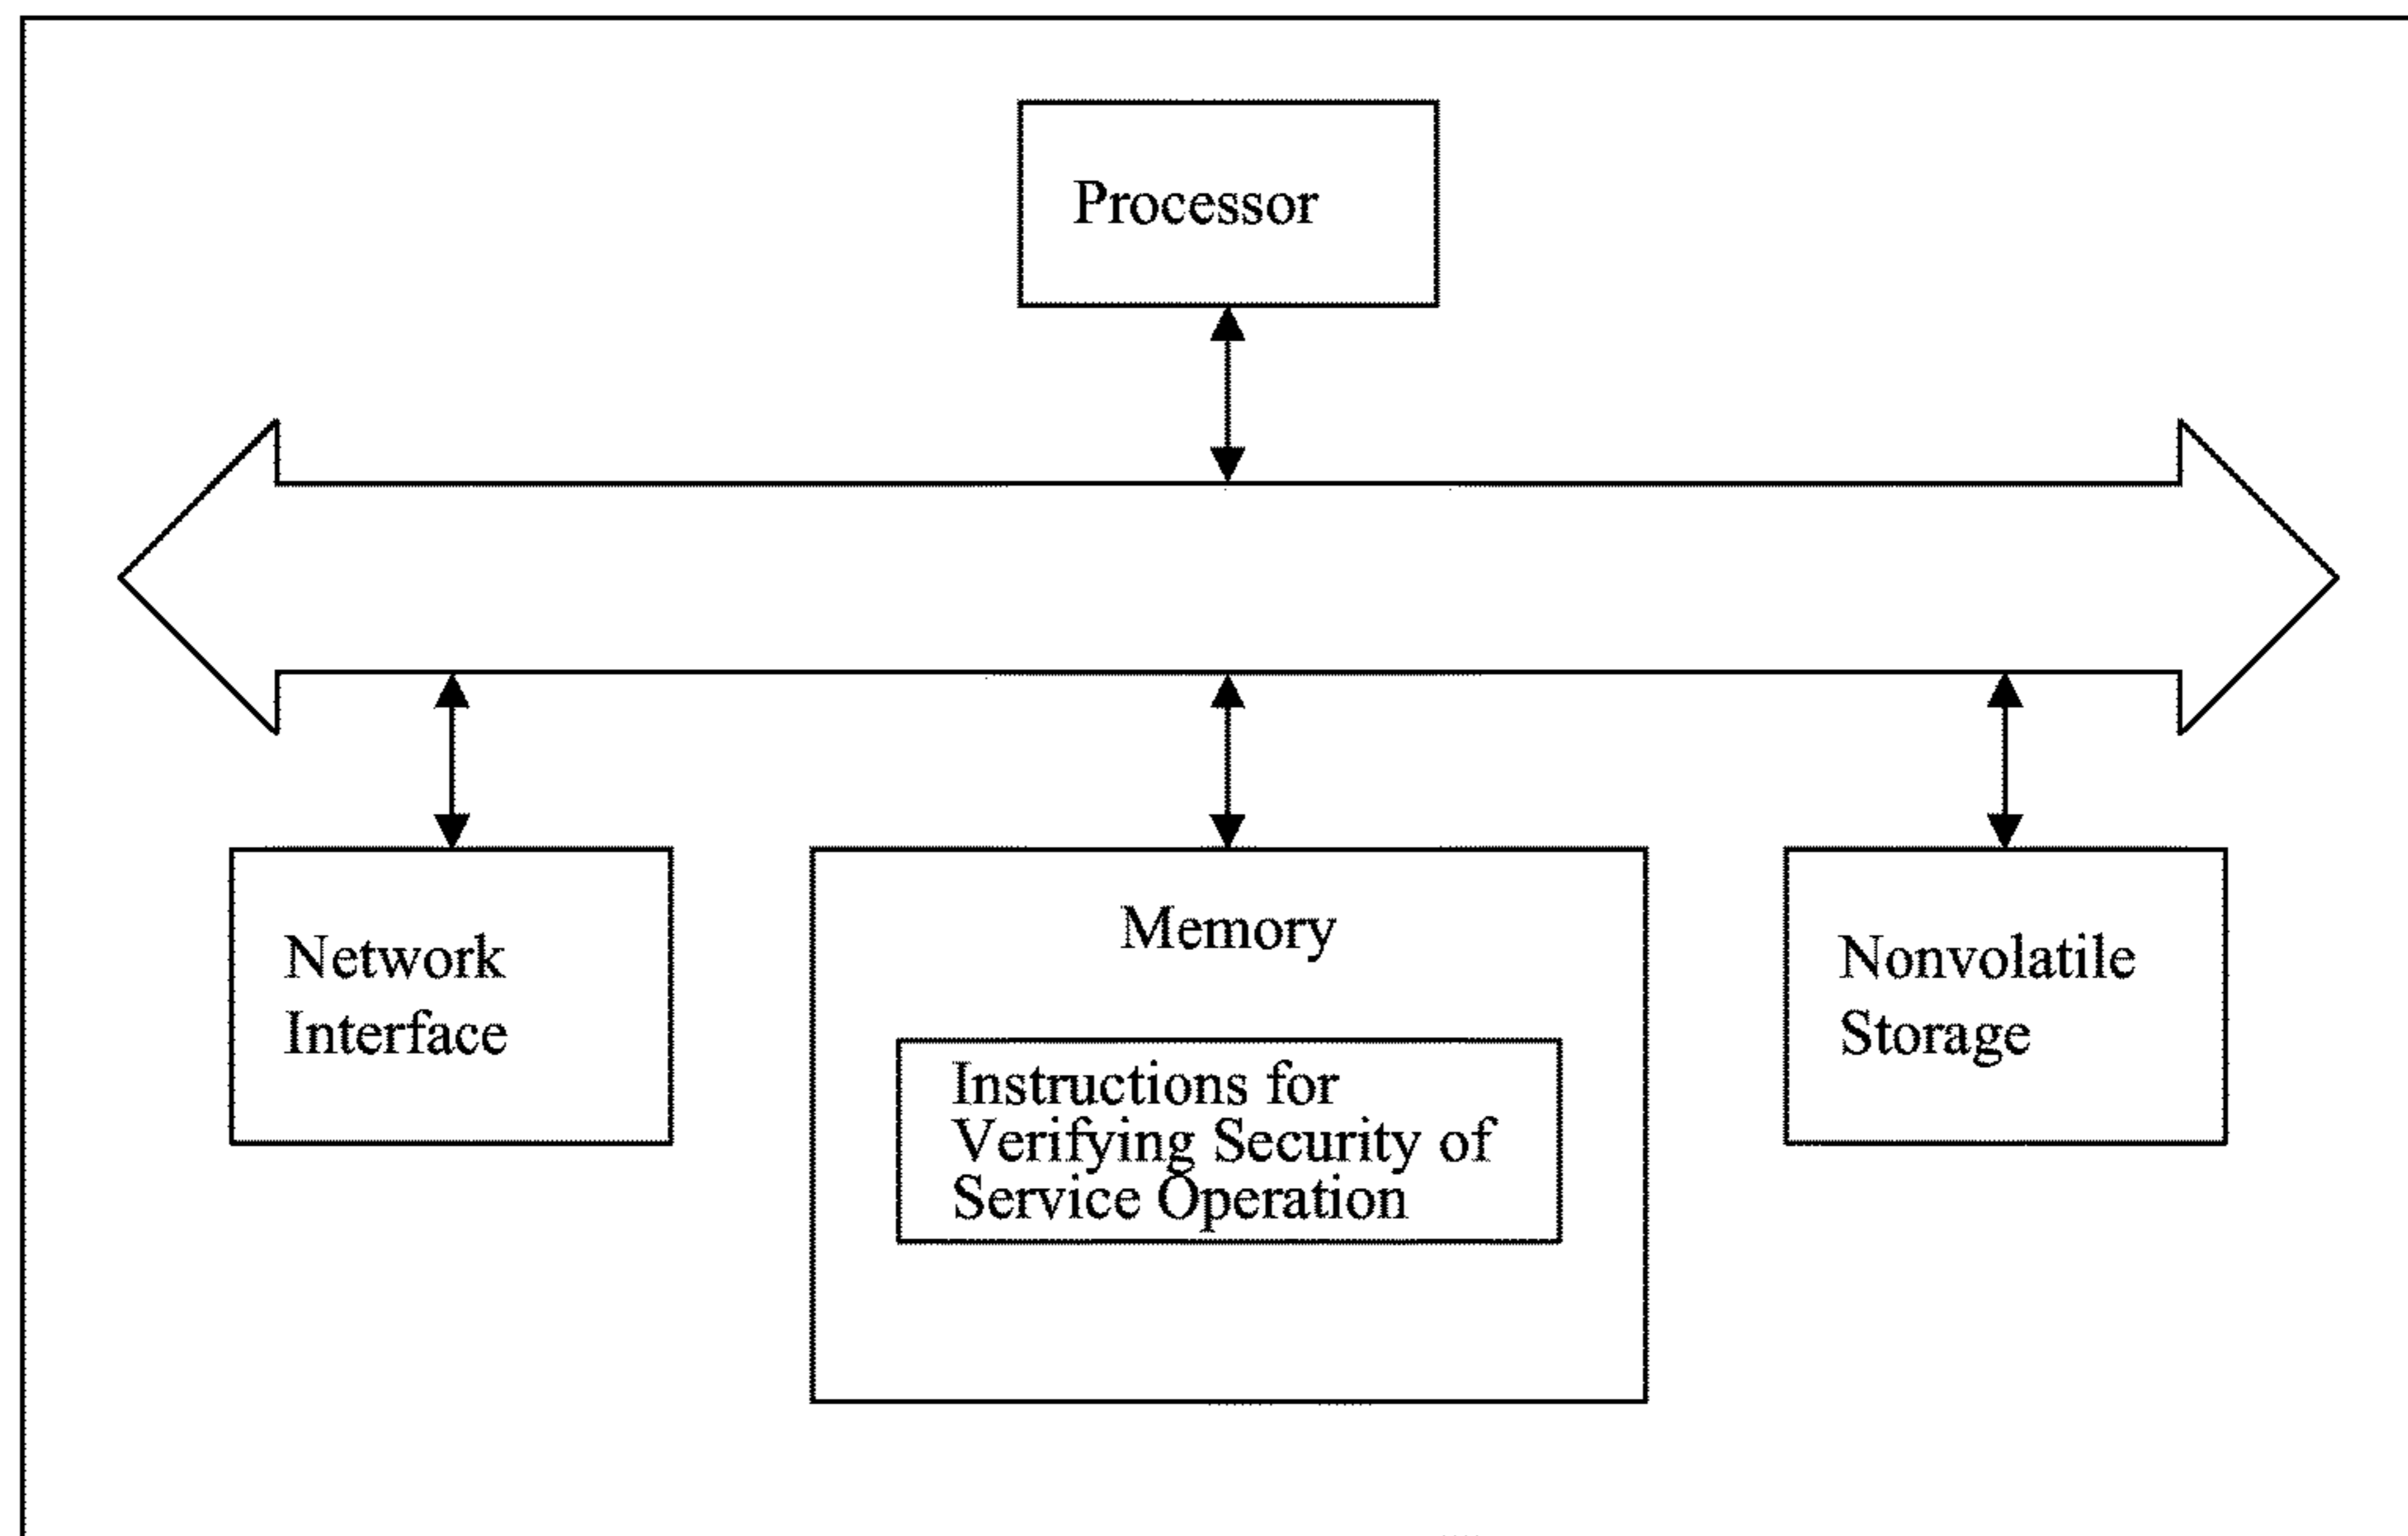 Processor
Network
Interface
Memory
Instructions for
Verifying Security of
Service Operation
Nonvolatile
Storage